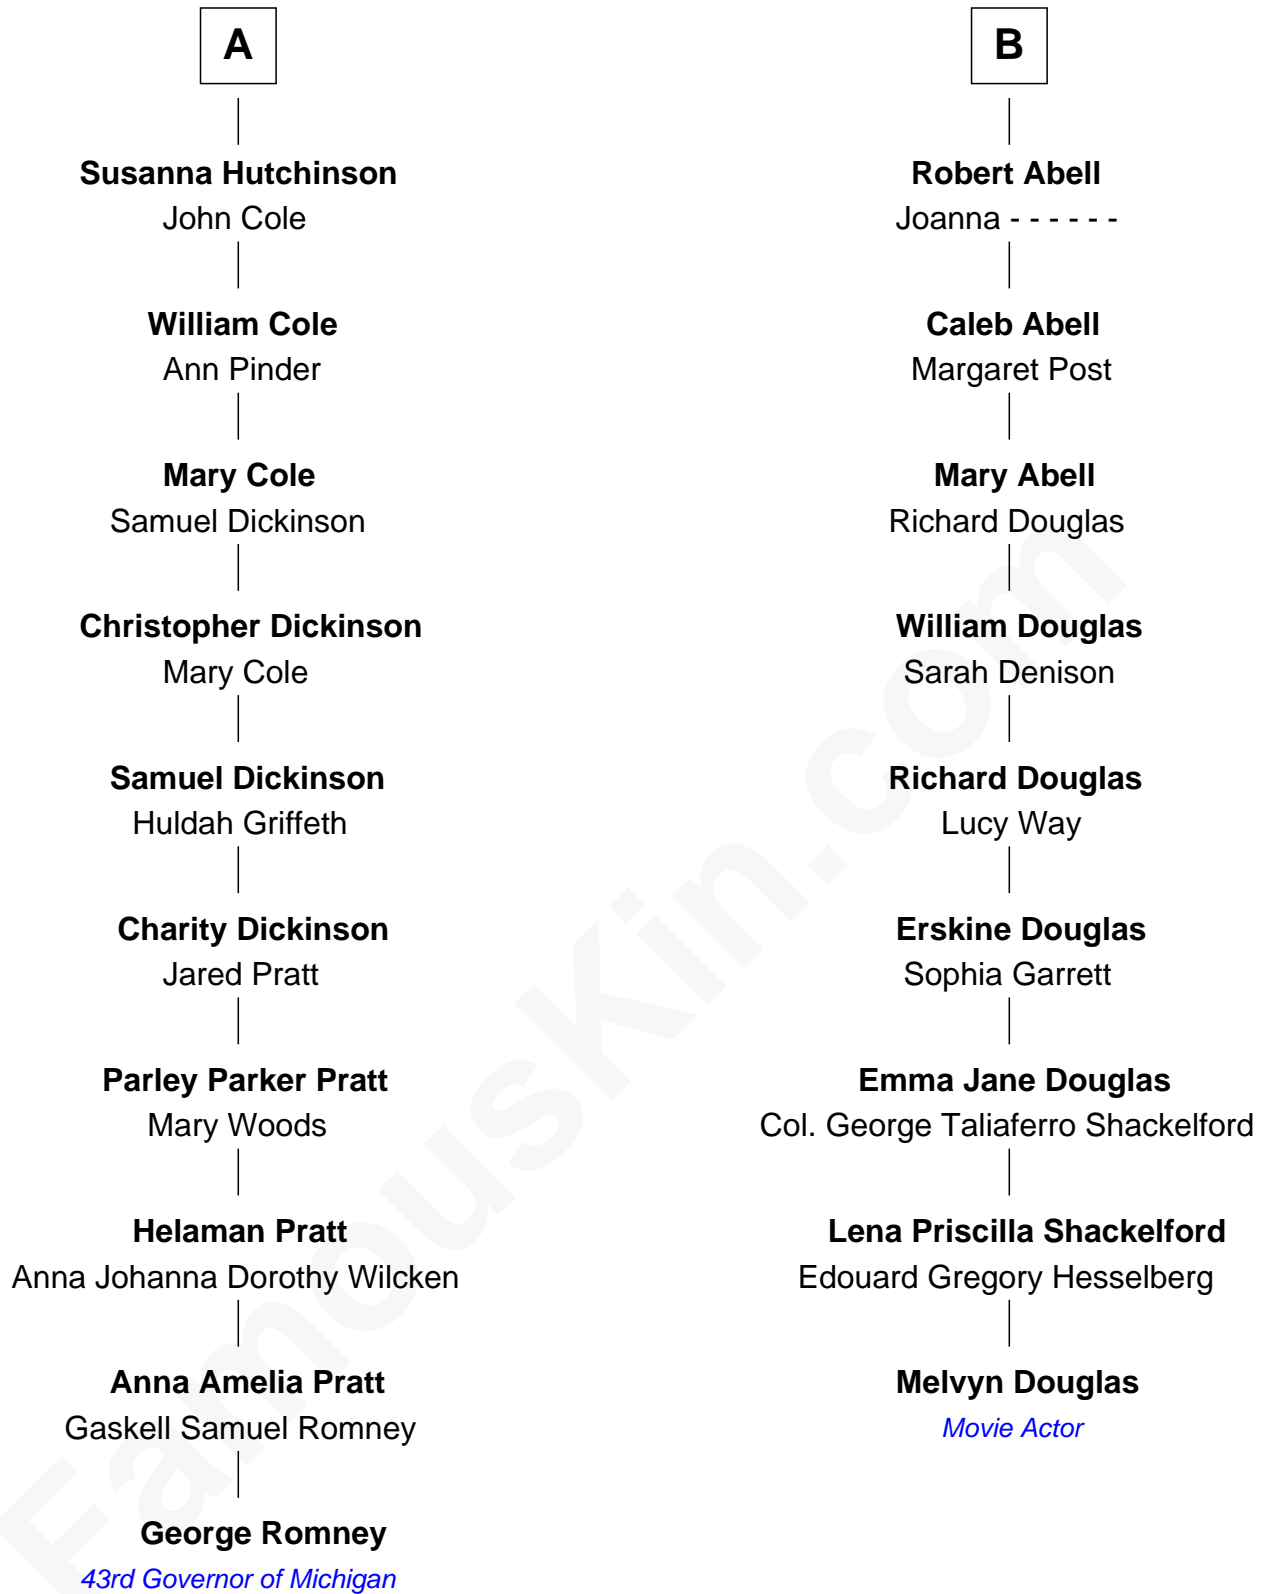 A
Susanna Hutchinson
John Cole
William Cole
Ann Pinder
Mary Cole
Samuel Dickinson
Christopher Dickinson
Mary Cole
Samuel Dickinson
Huldah Griffeth
Charity Dickinson
Jared Pratt
Parley Parker Pratt
Mary Woods
Helaman Pratt
Anna Johanna Dorothy Wilcken
Anna Amelia Pratt
Gaskell Samuel Romney
George Romney
43rd Governor of Michigan
B
Robert Abell
Joanna - - - - - -
Caleb Abell
Margaret Post
Mary Abell
Richard Douglas
William Douglas
Sarah Denison
Richard Douglas
Lucy Way
Erskine Douglas
Sophia Garrett
Emma Jane Douglas
Col. George Taliaferro Shackelford
Lena Priscilla Shackelford
Edouard Gregory Hesselberg
Melvyn Douglas
Movie Actor
FamousKin.com